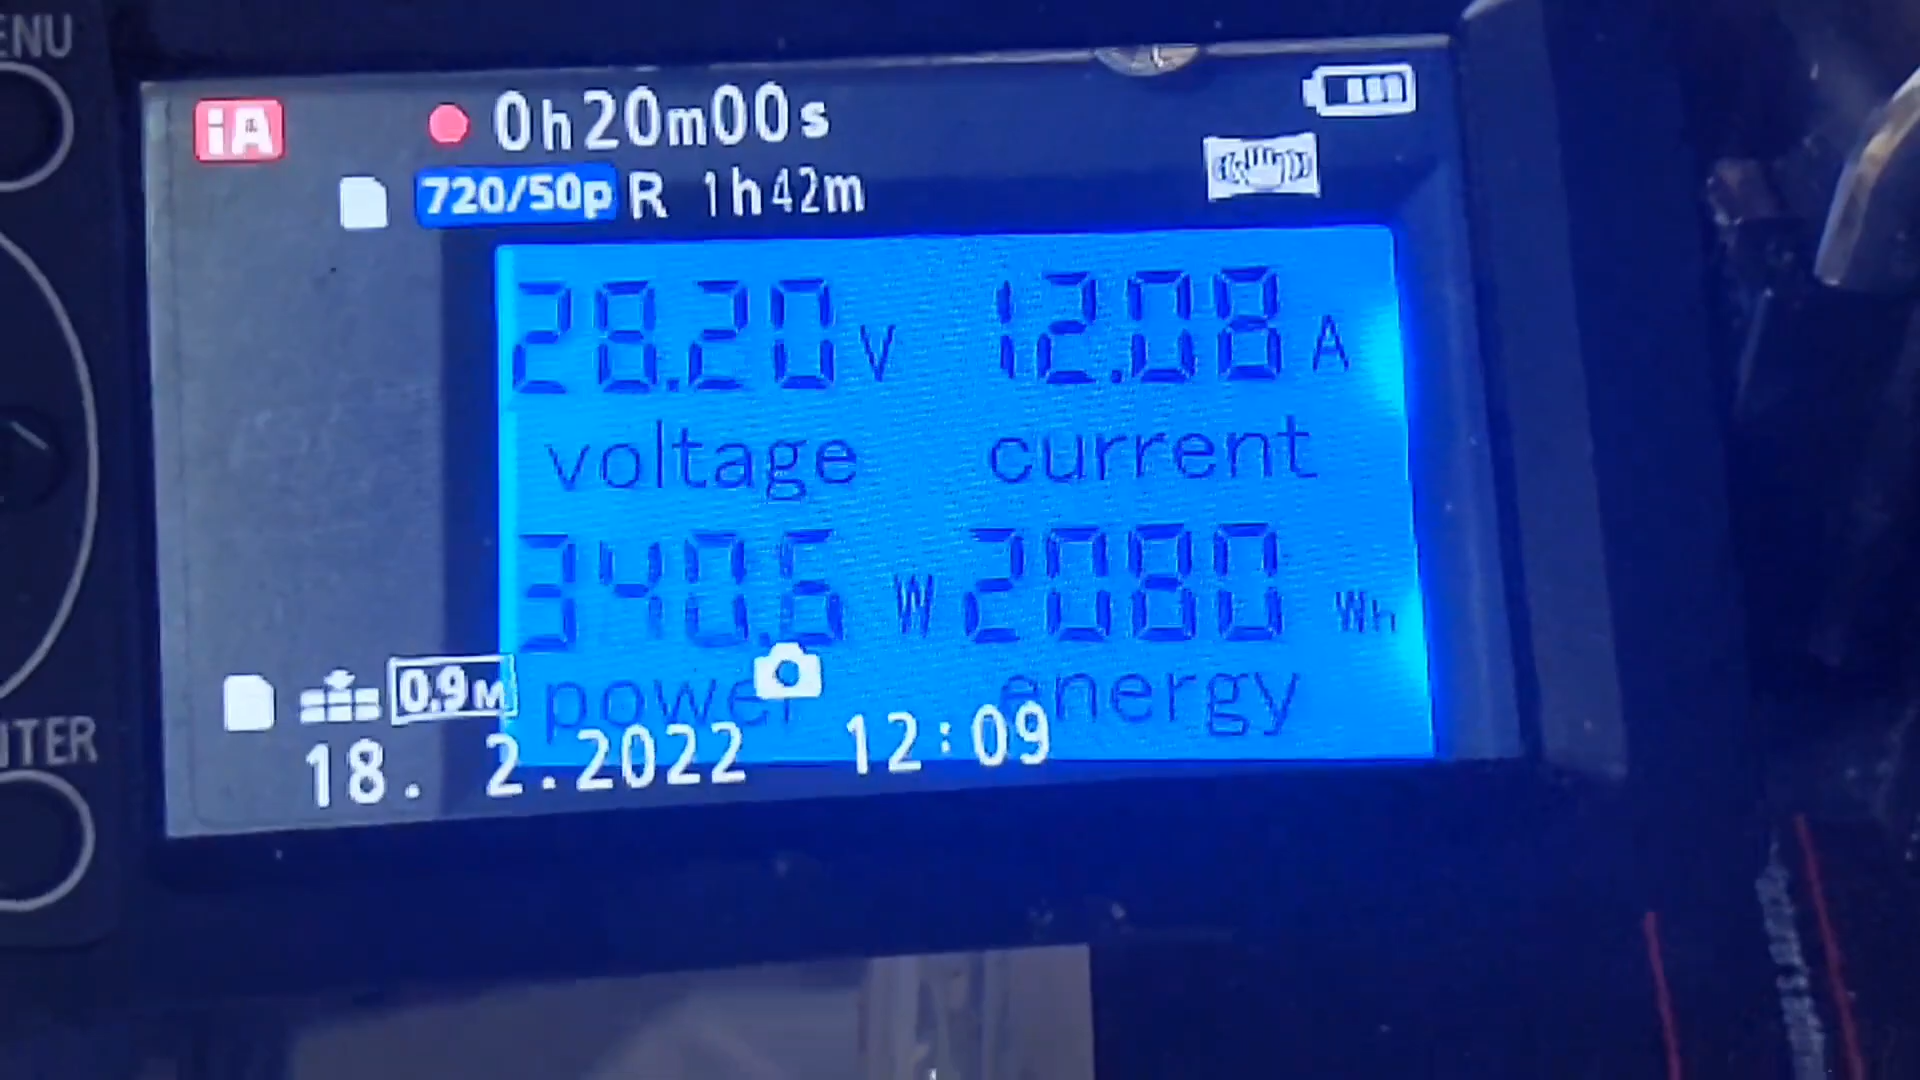 ENU
iA 0h20m00s
720/50p R 1h42m
28.20 V 12.08 A
voltage current
340.6 W 2080 Wh
0.9M power energy
18. 2.2022 12:09
NTER